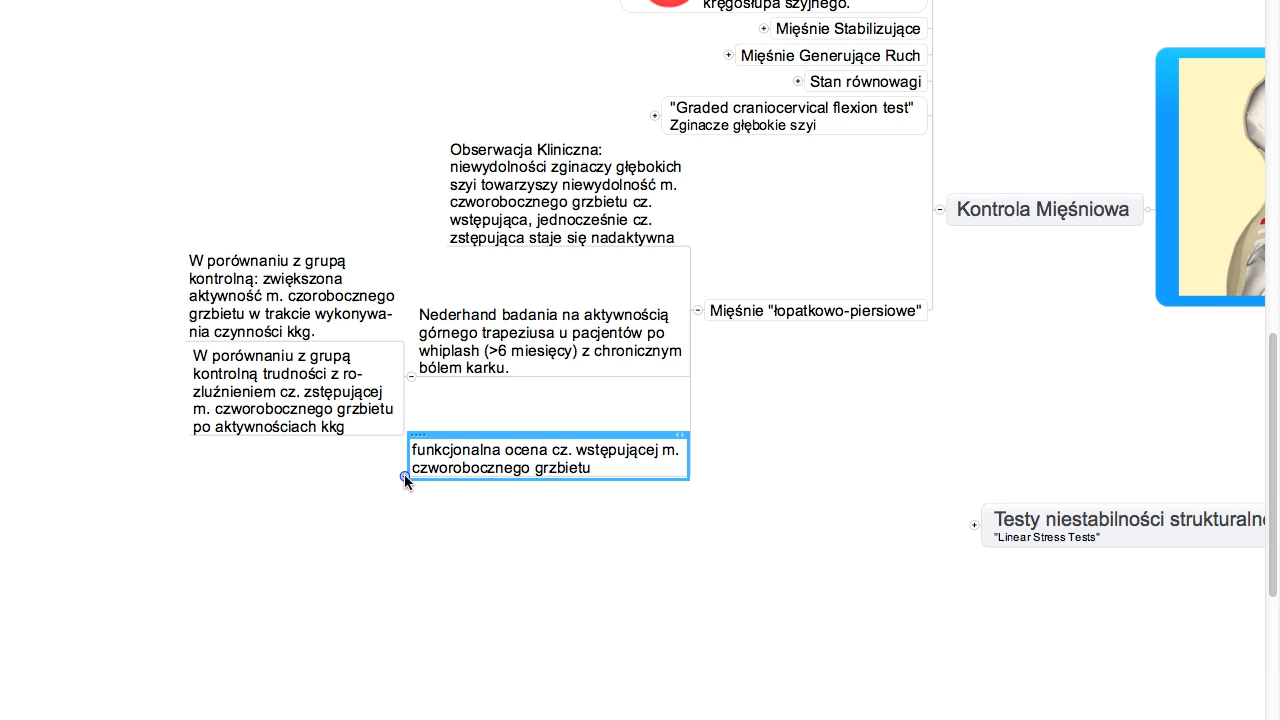 kręgosłupa szyjnego.
Mięśnie Stabilizujące
Mięśnie Generujące Ruch
Stan równowagi
"Graded craniocervical flexion test"
Zginacze głębokie szyi
Obserwacja Kliniczna:
niewydolności zginaczy głębokich
szyi towarzyszy niewydolność m.
czworobocznego grzbietu cz.
wstępująca, jednocześnie cz.
zstępująca staje się nadaktywna
Kontrola Mięśniowa
W porównaniu z grupą
kontrolną: zwiększona
aktywność m. czorobocznego
grzbietu w trakcie wykonywa-
nia czynności kkg.
Nederhand badania na aktywnością
górnego trapeziusa u pacjentów po
whiplash (>6 miesięcy) z chronicznym
bólem karku.
Mięśnie "łopatkowo-piersiowe"
W porównaniu z grupą
kontrolną trudności z ro-
zluźnieniem cz. zstępującej
m. czworobocznego grzbietu
po aktywnościach kkg
funkcjonalna ocena cz. wstępującej m.
czworobocznego grzbietu
Testy niestabilności strukturalne
"Linear Stress Tests"